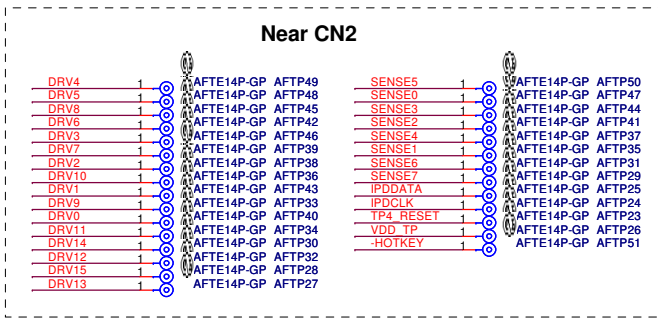 Near CN2
DRV4 1 AFTE14P-GP AFTP49
DRV5 1 AFTE14P-GP AFTP48
DRV8 1 AFTE14P-GP AFTP45
DRV6 1 AFTE14P-GP AFTP42
DRV3 1 AFTE14P-GP AFTP46
DRV7 1 AFTE14P-GP AFTP39
DRV2 1 AFTE14P-GP AFTP38
DRV10 1 AFTE14P-GP AFTP36
DRV1 1 AFTE14P-GP AFTP43
DRV9 1 AFTE14P-GP AFTP33
DRV0 1 AFTE14P-GP AFTP40
DRV11 1 AFTE14P-GP AFTP34
DRV14 1 AFTE14P-GP AFTP30
DRV12 1 AFTE14P-GP AFTP32
DRV15 1 AFTE14P-GP AFTP28
DRV13 1 AFTE14P-GP AFTP27
SENSE5 1 AFTE14P-GP AFTP50
SENSE0 1 AFTE14P-GP AFTP47
SENSE3 1 AFTE14P-GP AFTP44
SENSE2 1 AFTE14P-GP AFTP41
SENSE4 1 AFTE14P-GP AFTP37
SENSE1 1 AFTE14P-GP AFTP35
SENSE6 1 AFTE14P-GP AFTP31
SENSE7 1 AFTE14P-GP AFTP29
IPDDATA 1 AFTE14P-GP AFTP25
IPDCLK 1 AFTE14P-GP AFTP24
TP4_RESET 1 AFTE14P-GP AFTP23
VDD_TP 1 AFTE14P-GP AFTP26
-HOTKEY 1 AFTE14P-GP AFTP51